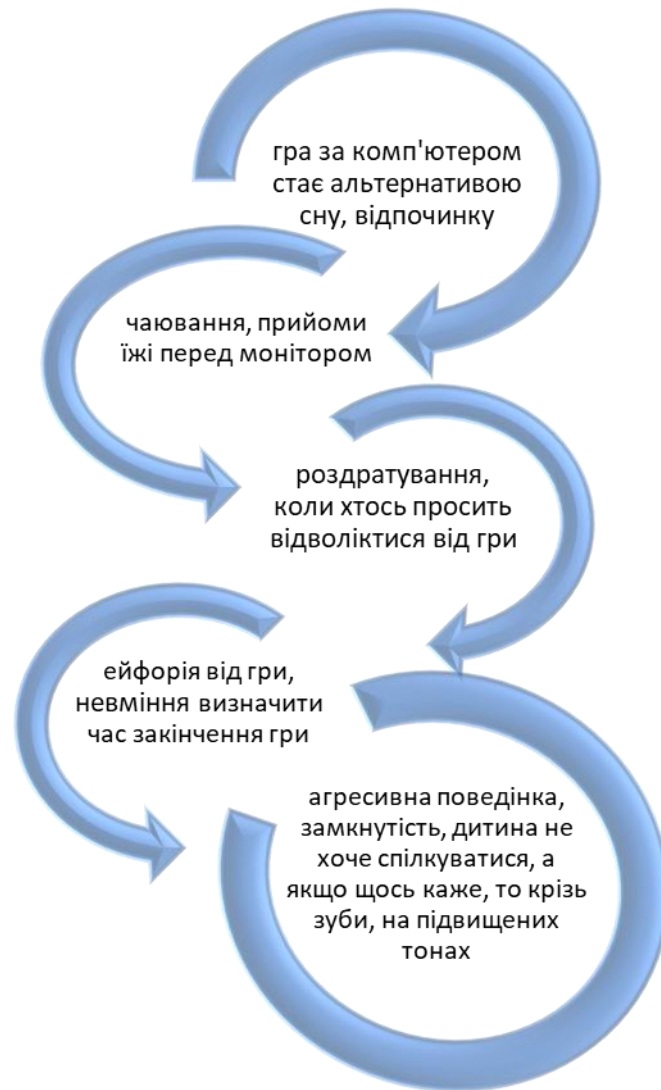 гра за комп'ютером
стає альтернативою
сну, відпочинку
чаювання, прийоми
їжі перед монітором
роздратування,
коли хтось просить
відволіктися від гри
ейфорія від гри,
невміння визначити
час закінчення гри
агресивна поведінка,
замкнутість, дитина не
хоче спілкуватися, а
якщо щось каже, то крізь
зуби, на підвищених
тонах